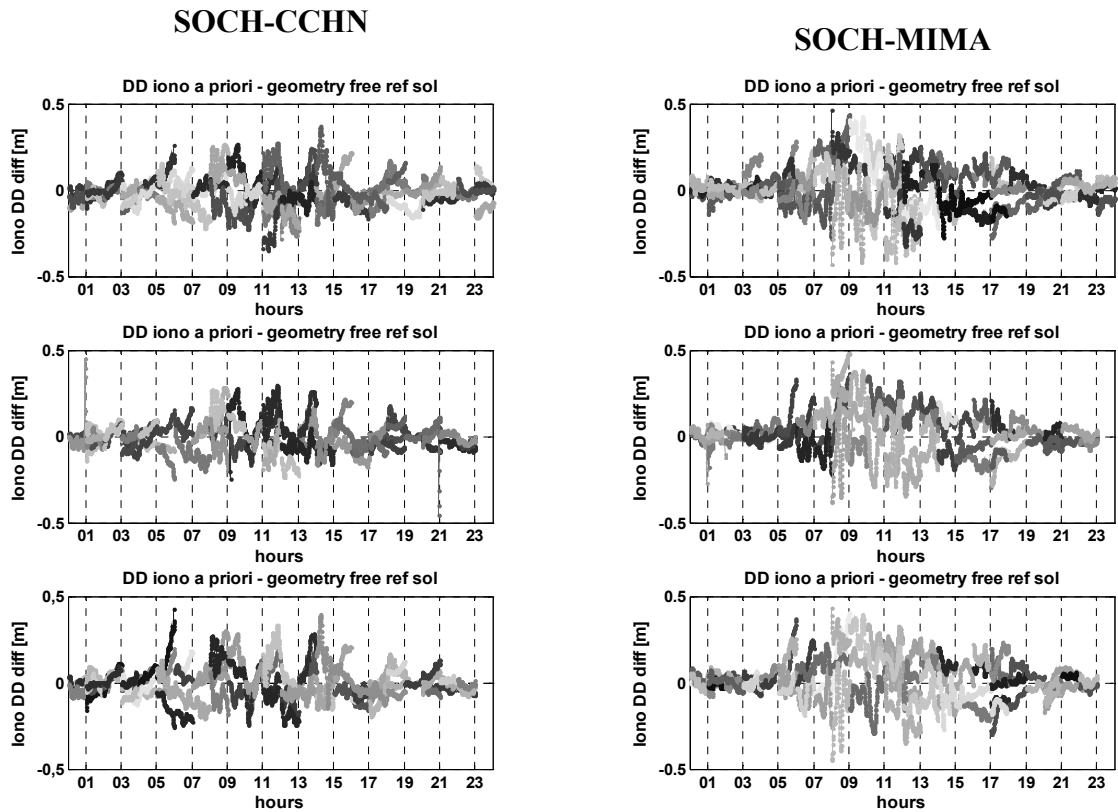 SOCH-CCHN
DD iono a priori - geometry free ref sol
Iono DD diff [m]
0.5
0
-0.5
01 03 05 07 09 11 13 15 17 19 21 23
hours
DD iono a priori - geometry free ref sol
Iono DD diff [m]
0.5
0
-0.5
01 03 05 07 09 11 13 15 17 19 21 23
hours
DD iono a priori - geometry free ref sol
Iono DD diff [m]
0,5
0
-0,5
01 03 05 07 09 11 13 15 17 19 21 23
hours
SOCH-MIMA
DD iono a priori - geometry free ref sol
Iono DD diff [m]
0.5
0
-0.5
01 03 05 07 09 11 13 15 17 19 21 23
hours
DD iono a priori - geometry free ref sol
Iono DD diff [m]
0.5
0
-0.5
01 03 05 07 09 11 13 15 17 19 21 23
hours
DD iono a priori - geometry free ref sol
Iono DD diff [m]
0.5
0
-0.5
01 03 05 07 09 11 13 15 17 19 21 23
hours